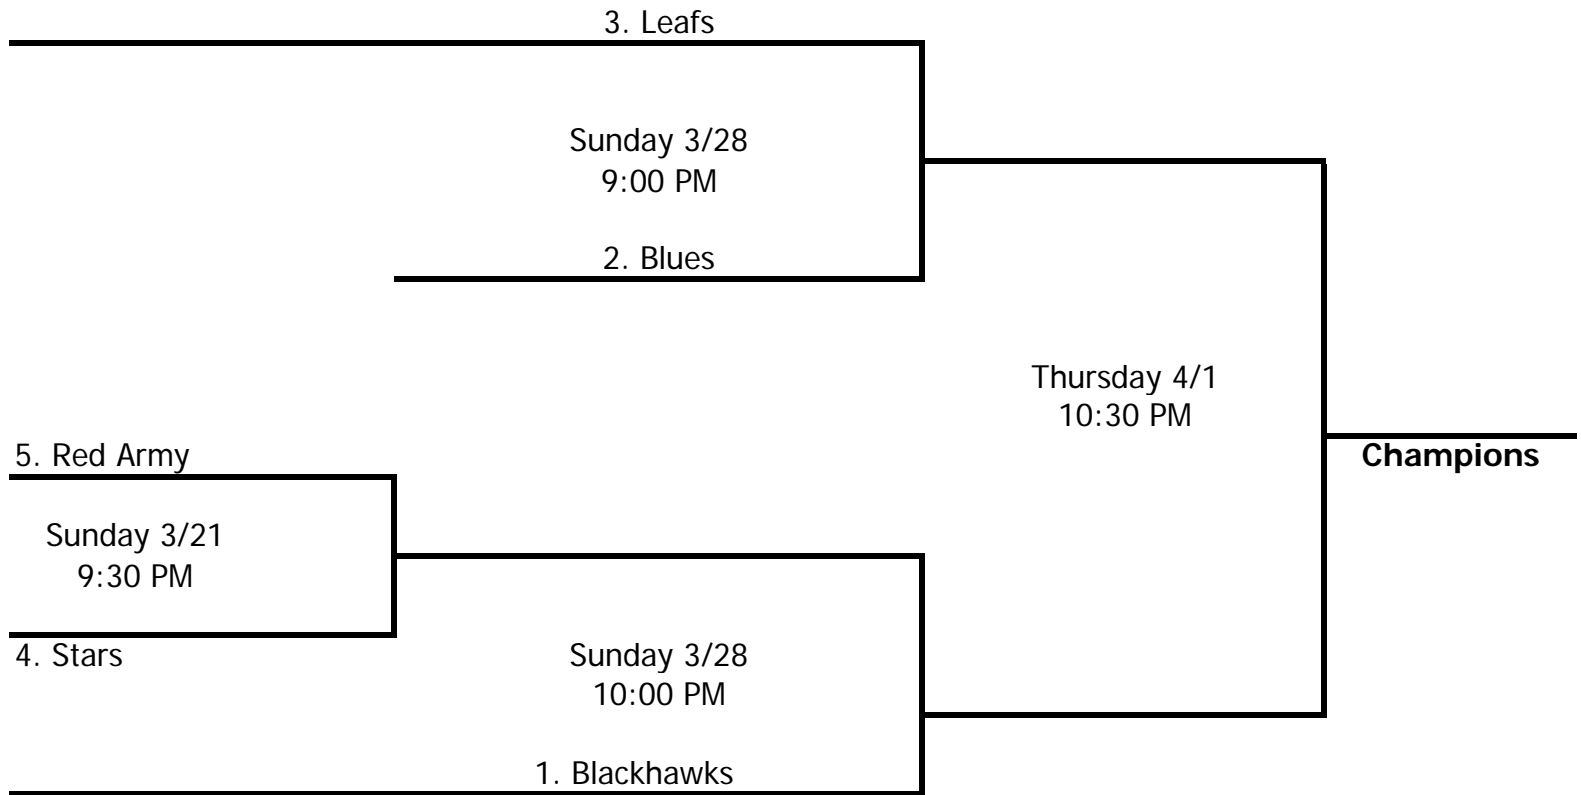 3. Leafs
Sunday 3/28
9:00 PM
2. Blues
Thursday 4/1
10:30 PM
Champions
5. Red Army
Sunday 3/21
9:30 PM
4. Stars
Sunday 3/28
10:00 PM
1. Blackhawks